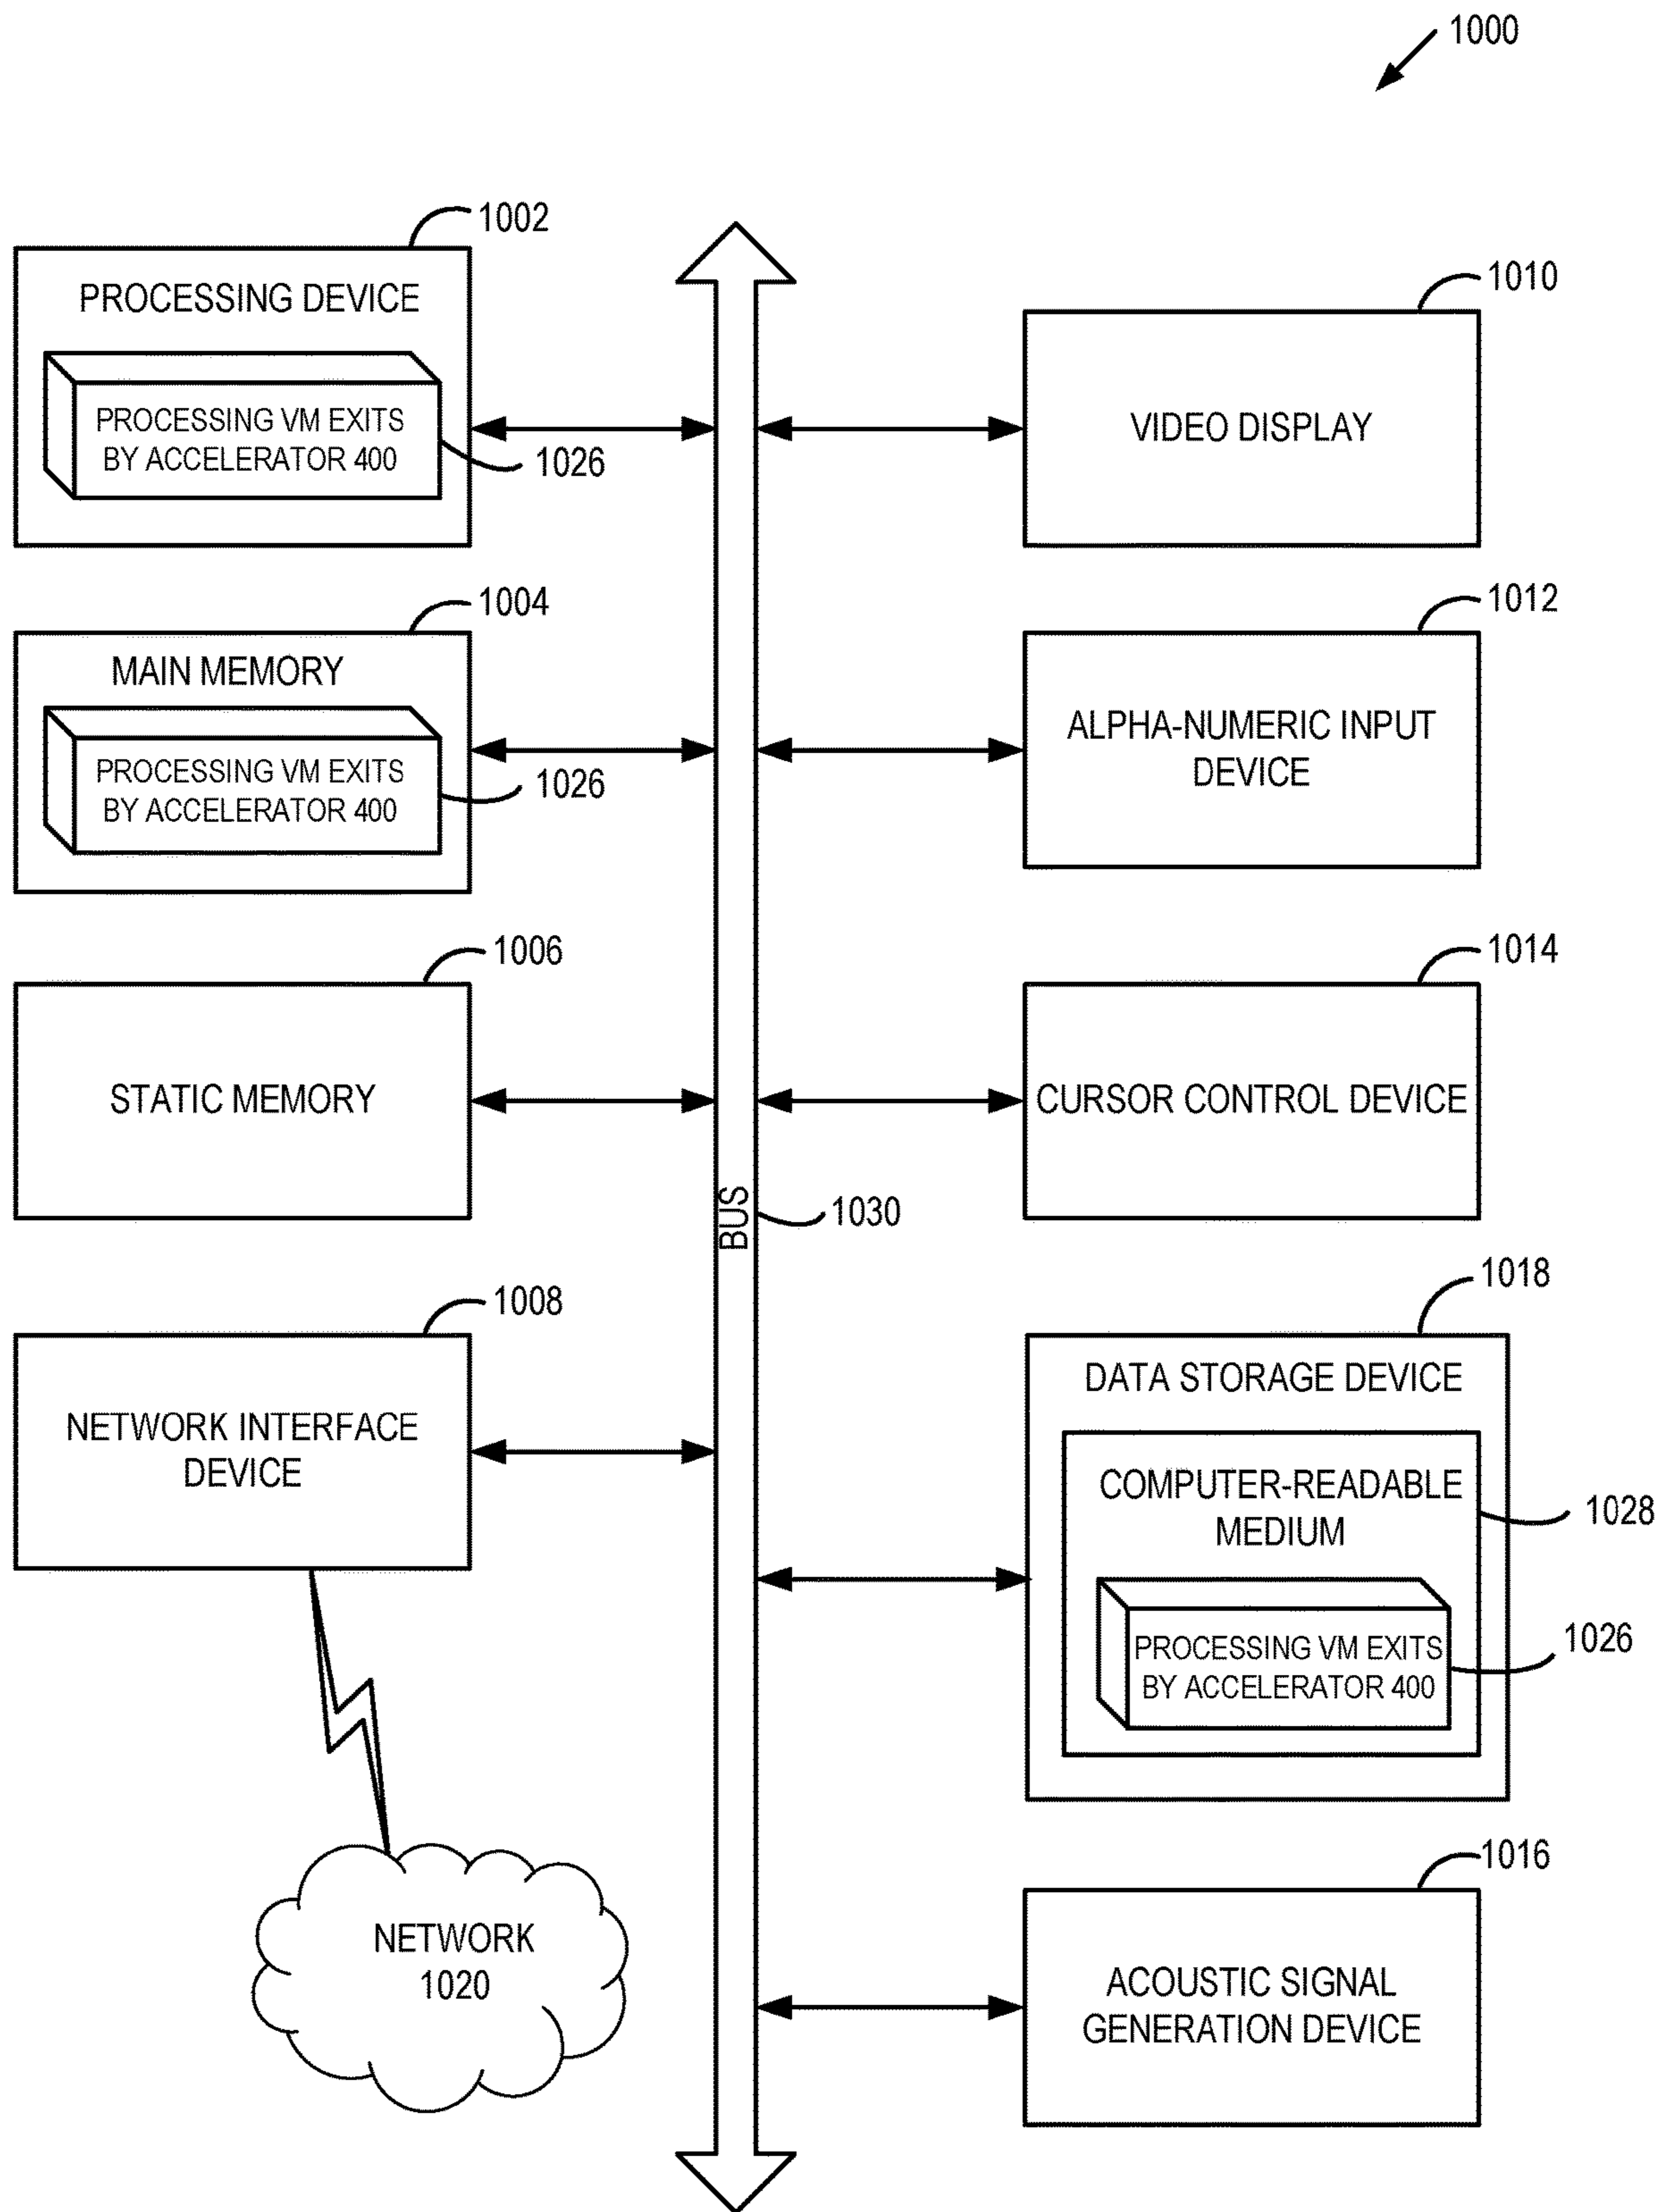 1000
1002
PROCESSING DEVICE
PROCESSING VM EXITS
BY ACCELERATOR 400
1026
1010
VIDEO DISPLAY
1004
MAIN MEMORY
PROCESSING VM EXITS
BY ACCELERATOR 400
1026
1012
ALPHA-NUMERIC INPUT
DEVICE
1006
STATIC MEMORY
1014
CURSOR CONTROL DEVICE
BUS
1030
1008
NETWORK INTERFACE
DEVICE
1018
DATA STORAGE DEVICE
COMPUTER-READABLE
MEDIUM
1028
PROCESSING VM EXITS
BY ACCELERATOR 400
1026
NETWORK
1020
1016
ACOUSTIC SIGNAL
GENERATION DEVICE